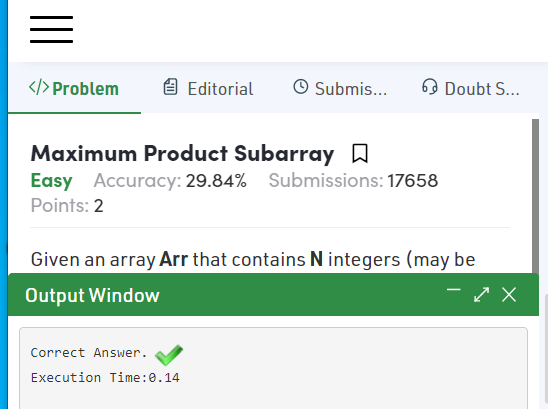 </> Problem Editorial Submis... Doubt S...
Maximum Product Subarray
Easy Accuracy: 29.84% Submissions: 17658
Points: 2
Given an array Arr that contains N integers (may be
Output Window
Correct Answer.
Execution Time:0.14